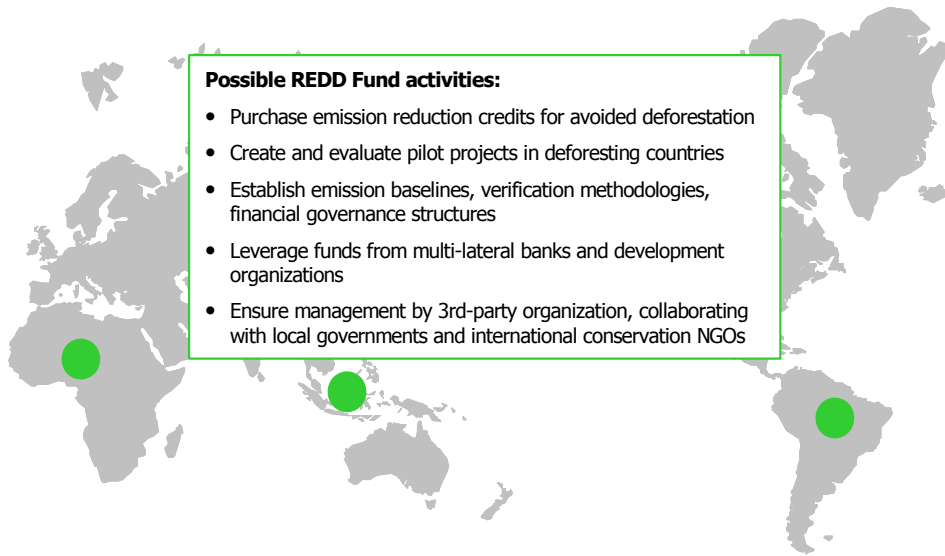 Possible REDD Fund activities:
• Purchase emission reduction credits for avoided deforestation
• Create and evaluate pilot projects in deforesting countries
• Establish emission baselines, verification methodologies,
financial governance structures
• Leverage funds from multi-lateral banks and development
organizations
• Ensure management by 3rd-party organization, collaborating
with local governments and international conservation NGOs